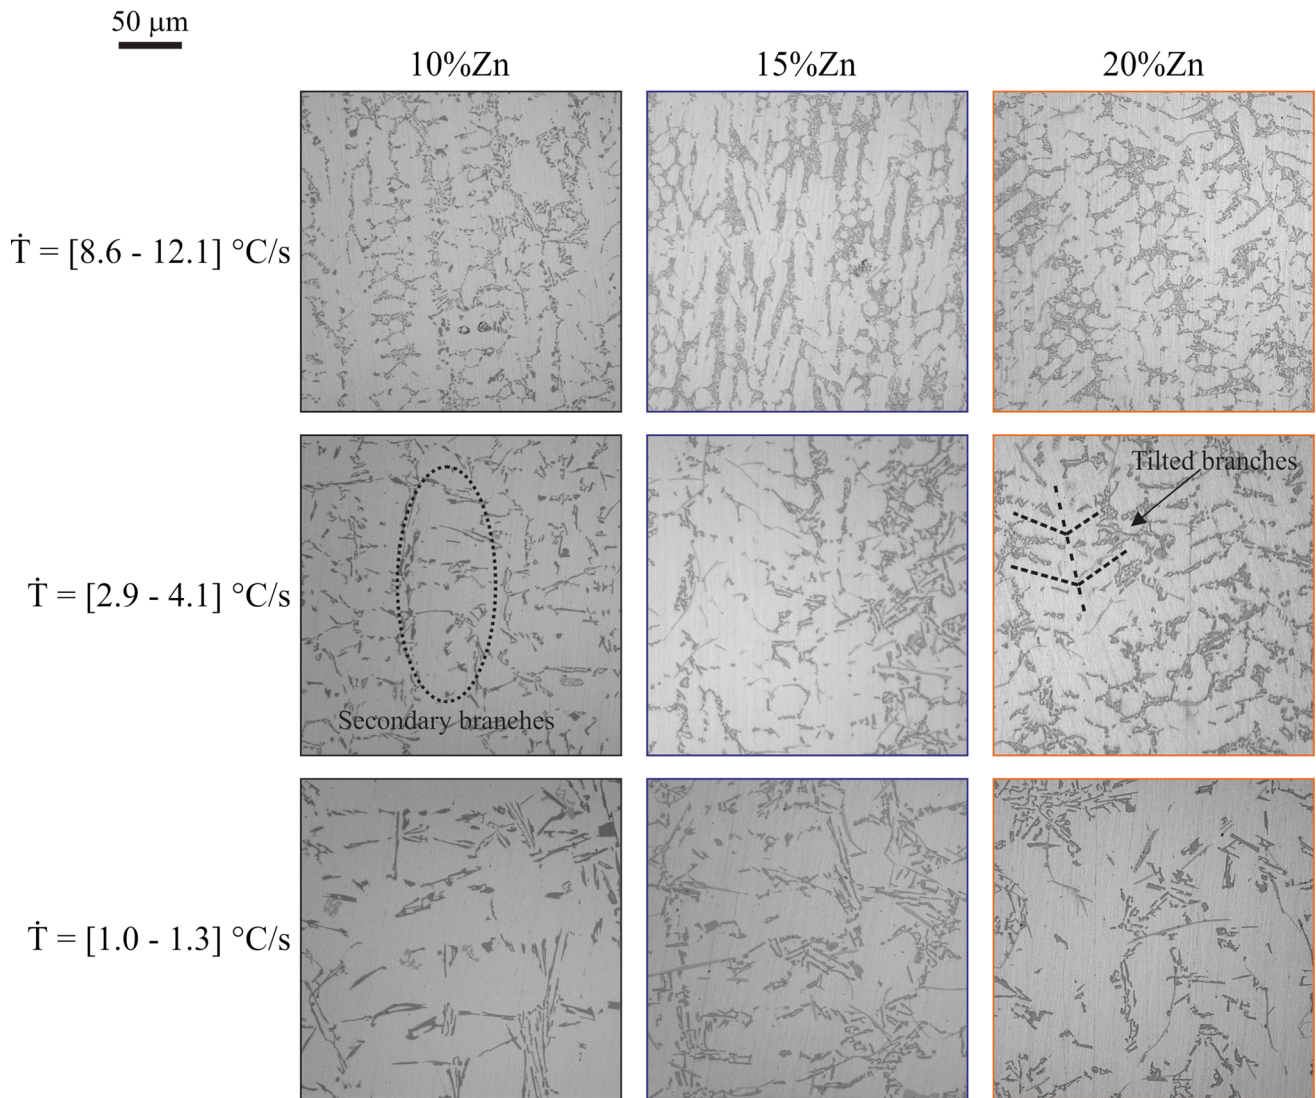 50 μm
10%Zn 15%Zn 20%Zn
Ṫ = [8.6 - 12.1] °C/s
Tilted branches
Ṫ = [2.9 - 4.1] °C/s
Secondary branches
Ṫ = [1.0 - 1.3] °C/s